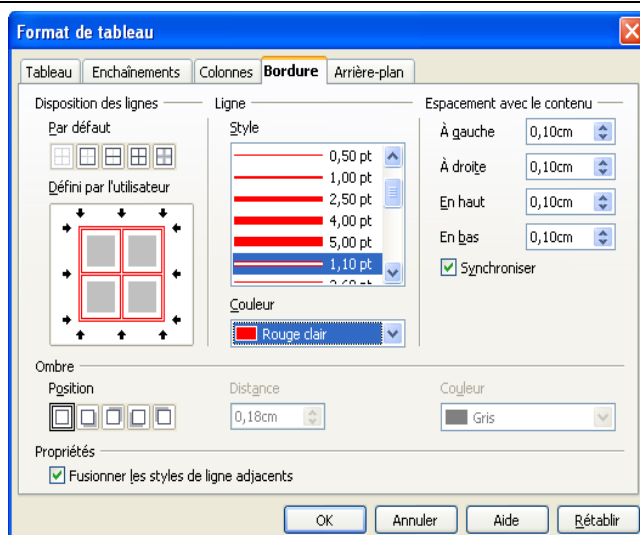 Format de tableau
Tableau Enchaînements Colonnes Bordure Arrière-plan
Disposition des lignes
Par défaut
Défini par l'utilisateur
Ligne
Style
0,50 pt
1,00 pt
2,50 pt
4,00 pt
5,00 pt
1,10 pt
2,60 pt
Couleur
Rouge clair
Espacement avec le contenu
À gauche 0,10cm
À droite 0,10cm
En haut 0,10cm
En bas 0,10cm
Synchroniser
Ombre
Position
Distance
0,18cm
Couleur
Gris
Propriétés
Fusionner les styles de ligne adjacents
OK Annuler Aide Rétablir